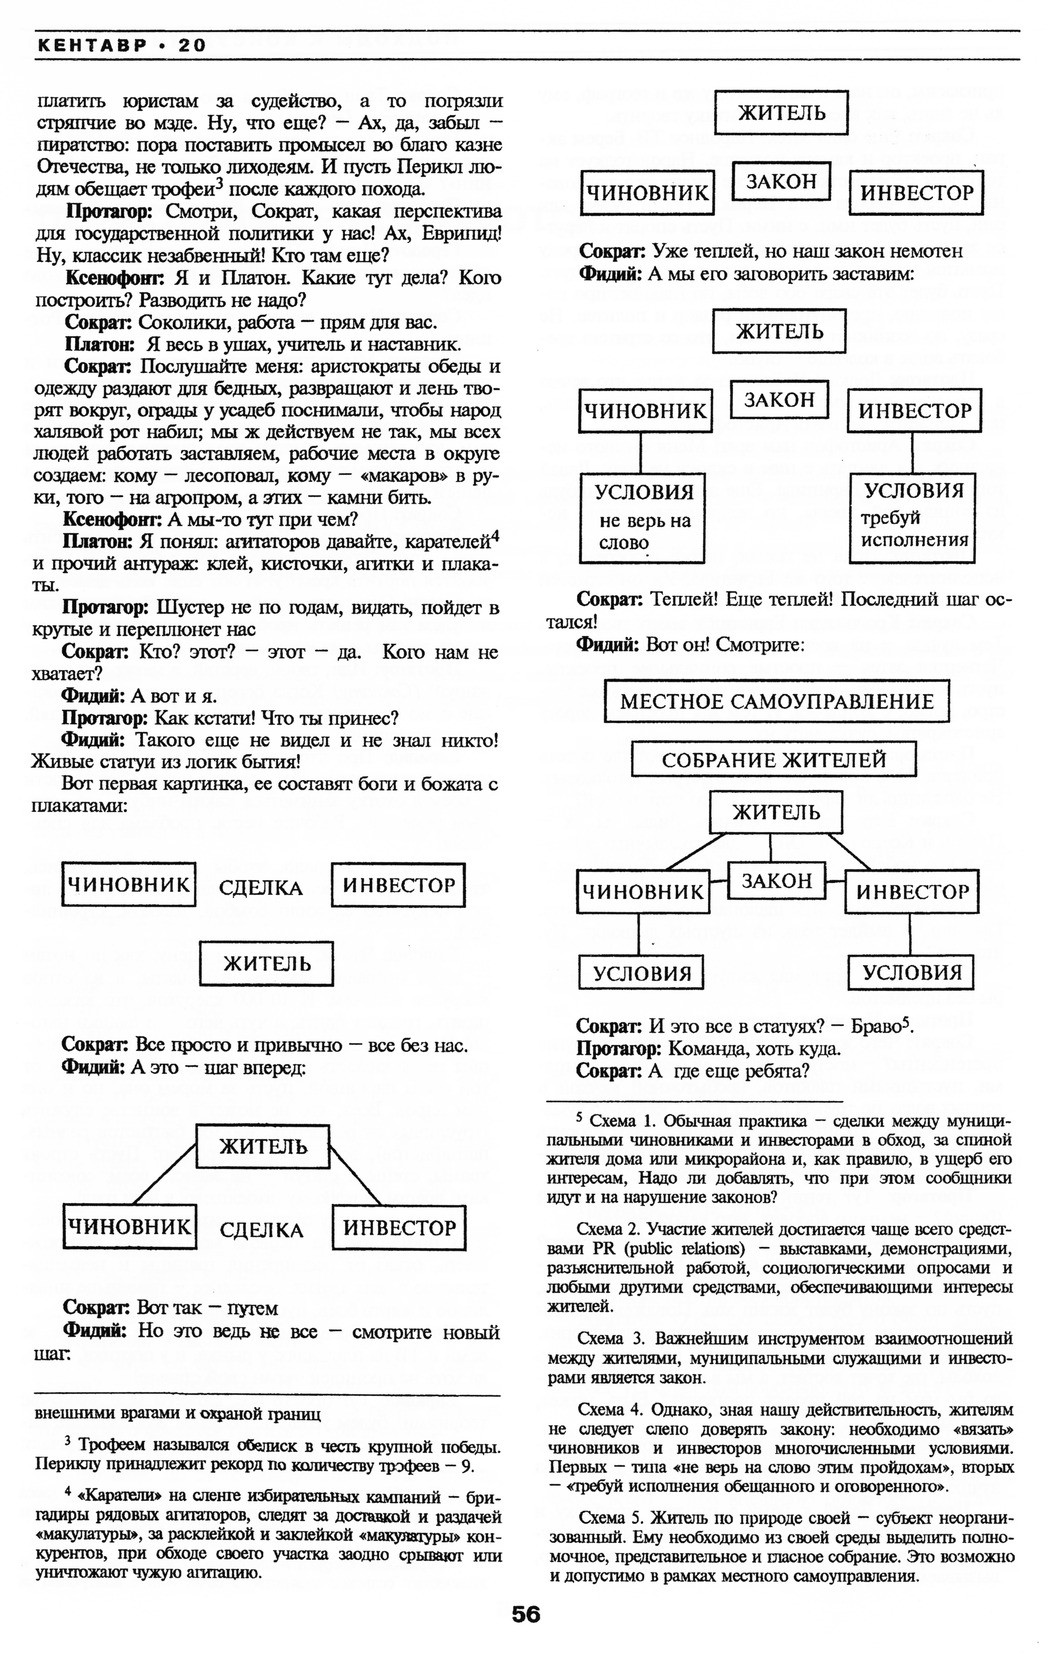 КЕНТАВР • 20
платить юристам за судейство, а то погрязли
стряпчие во мзде. Ну, что еще? — Ах, да, забыл —
пиратство: пора поставить промысел во благо казне
Отечества, не только лиходеям. И пусть Перикл лю-
дям обещает трофеи³ после каждого похода.
Протагор: Смотри, Сократ, какая перспектива
для государственной политики у нас! Ах, Еврипид!
Ну, классик незабвенный! Кто там еще?
Ксенофонт: Я и Платон. Какие тут дела? Кого
построить? Разводить не надо?
Сократ: Соколики, работа — прям для вас.
Платон: Я весь в ушах, учитель и наставник.
Сократ: Послушайте меня: аристократы обеды и
одежду раздают для бедных, развращают и лень тво-
рят вокруг, ограды у усадеб поснимали, чтобы народ
халявой рот набил; мы ж действуем не так, мы всех
людей работать заставляем, рабочие места в округе
создаем: кому — лесоповал, кому — «макаров» в ру-
ки, того — на агропром, а этих — камни бить.
Ксенофонт: А мы-то тут при чем?
Платон: Я понял: агитаторов давайте, карателей⁴
и прочий антураж: клей, кисточки, агитки и плака-
ты.
Протагор: Шустер не по годам, видать, пойдет в
крутые и переплюнет нас
Сократ: Кто? этот? — этот — да. Кого нам не
хватает?
Фидий: А вот и я.
Протагор: Как кстати! Что ты принес?
Фидий: Такого еще не видел и не знал никто!
Живые статуи из логик бытия!
Вот первая картинка, ее составят боги и божата с
плакатами:
ЧИНОВНИК СДЕЛКА ИНВЕСТОР
ЖИТЕЛЬ
Сократ: Все просто и привычно — все без нас.
Фидий: А это — шаг вперед:
ЖИТЕЛЬ
ЧИНОВНИК СДЕЛКА ИНВЕСТОР
Сократ: Вот так — путем
Фидий: Но это ведь не все — смотрите новый
шаг:
внешними врагами и охраной границ
³ Трофеем назывался обелиск в честь крупной победы.
Периклу принадлежит рекорд по количеству трофеев — 9.
⁴ «Каратели» на сленге избирательных кампаний — бри-
гадиры рядовых агитаторов, следят за доставкой и раздачей
«макулатуры», за расклейкой и заклейкой «макулатуры» кон-
курентов, при обходе своего участка заодно срывают или
уничтожают чужую агитацию.
ЖИТЕЛЬ
ЧИНОВНИК ЗАКОН ИНВЕСТОР
Сократ: Уже теплей, но наш закон немотен
Фидий: А мы его заговорить заставим:
ЖИТЕЛЬ
ЧИНОВНИК ЗАКОН ИНВЕСТОР
УСЛОВИЯ
не верь на
слово
УСЛОВИЯ
требуй
исполнения
Сократ: Теплей! Еще теплей! Последний шаг ос-
тался!
Фидий: Вот он! Смотрите:
МЕСТНОЕ САМОУПРАВЛЕНИЕ
СОБРАНИЕ ЖИТЕЛЕЙ
ЖИТЕЛЬ
ЧИНОВНИК ЗАКОН ИНВЕСТОР
УСЛОВИЯ УСЛОВИЯ
Сократ: И это все в статуях? — Браво⁵.
Протагор: Команда, хоть куда.
Сократ: А где еще ребята?
⁵ Схема 1. Обычная практика — сделки между муници-
пальными чиновниками и инвесторами в обход, за спиной
жителя дома или микрорайона и, как правило, в ущерб его
интересам, Надо ли добавлять, что при этом сообщники
идут и на нарушение законов?
Схема 2. Участие жителей достигается чаще всего средст-
вами PR (public relations) — выставками, демонстрациями,
разъяснительной работой, социологическими опросами и
любыми другими средствами, обеспечивающими интересы
жителей.
Схема 3. Важнейшим инструментом взаимоотношений
между жителями, муниципальными служащими и инвесто-
рами является закон.
Схема 4. Однако, зная нашу действительность, жителям
не следует слепо доверять закону: необходимо «вязать»
чиновников и инвесторов многочисленными условиями.
Первых — типа «не верь на слово этим пройдохам», вторых
— «требуй исполнения обещанного и оговоренного».
Схема 5. Житель по природе своей — субъект неоргани-
зованный. Ему необходимо из своей среды выделить полно-
мочное, представительное и гласное собрание. Это возможно
и допустимо в рамках местного самоуправления.
56